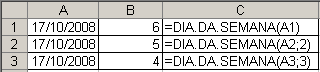 A B C
1 17/10/2008 6 =DIA.DA.SEMANA(A1)
2 17/10/2008 5 =DIA.DA.SEMANA(A2;2)
3 17/10/2008 4 =DIA.DA.SEMANA(A3;3)